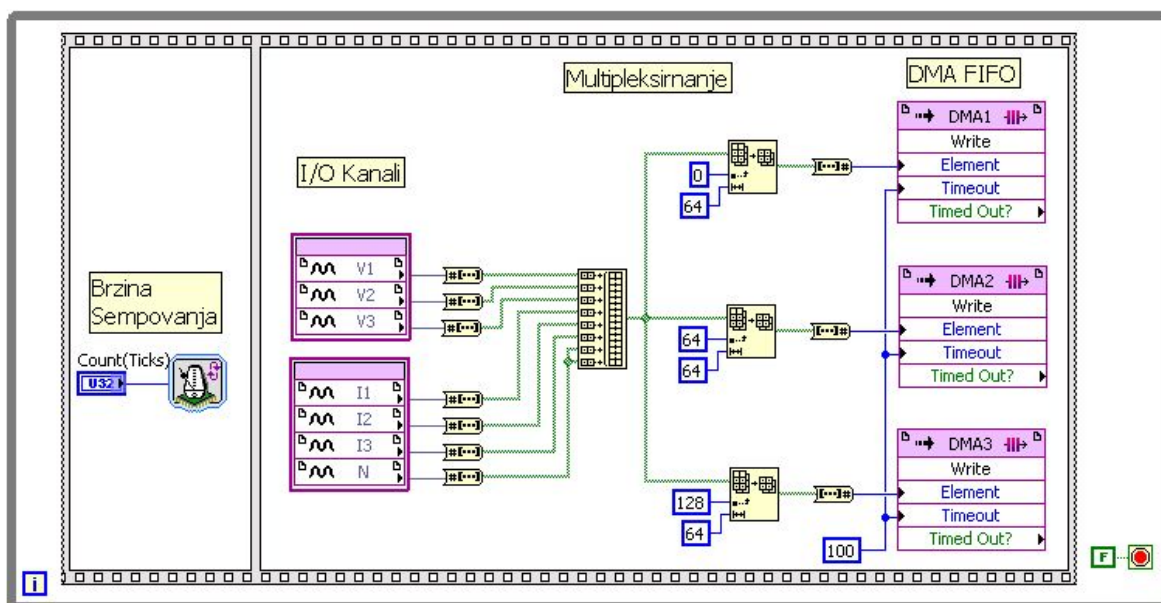 Multipleksirnanje
DMA FIFO
I/O Kanali
Brzina
Sempovanja
Count(Ticks)
U32
V1
V2
V3
I1
I2
I3
N
#[...]
#[...]
#[...]
#[...]
#[...]
#[...]
#[...]
0
64
[...]#
DMA1
Write
Element
Timeout
Timed Out?
64
64
[...]#
DMA2
Write
Element
Timeout
Timed Out?
128
64
[...]#
DMA3
Write
Element
Timeout
Timed Out?
100
i
F